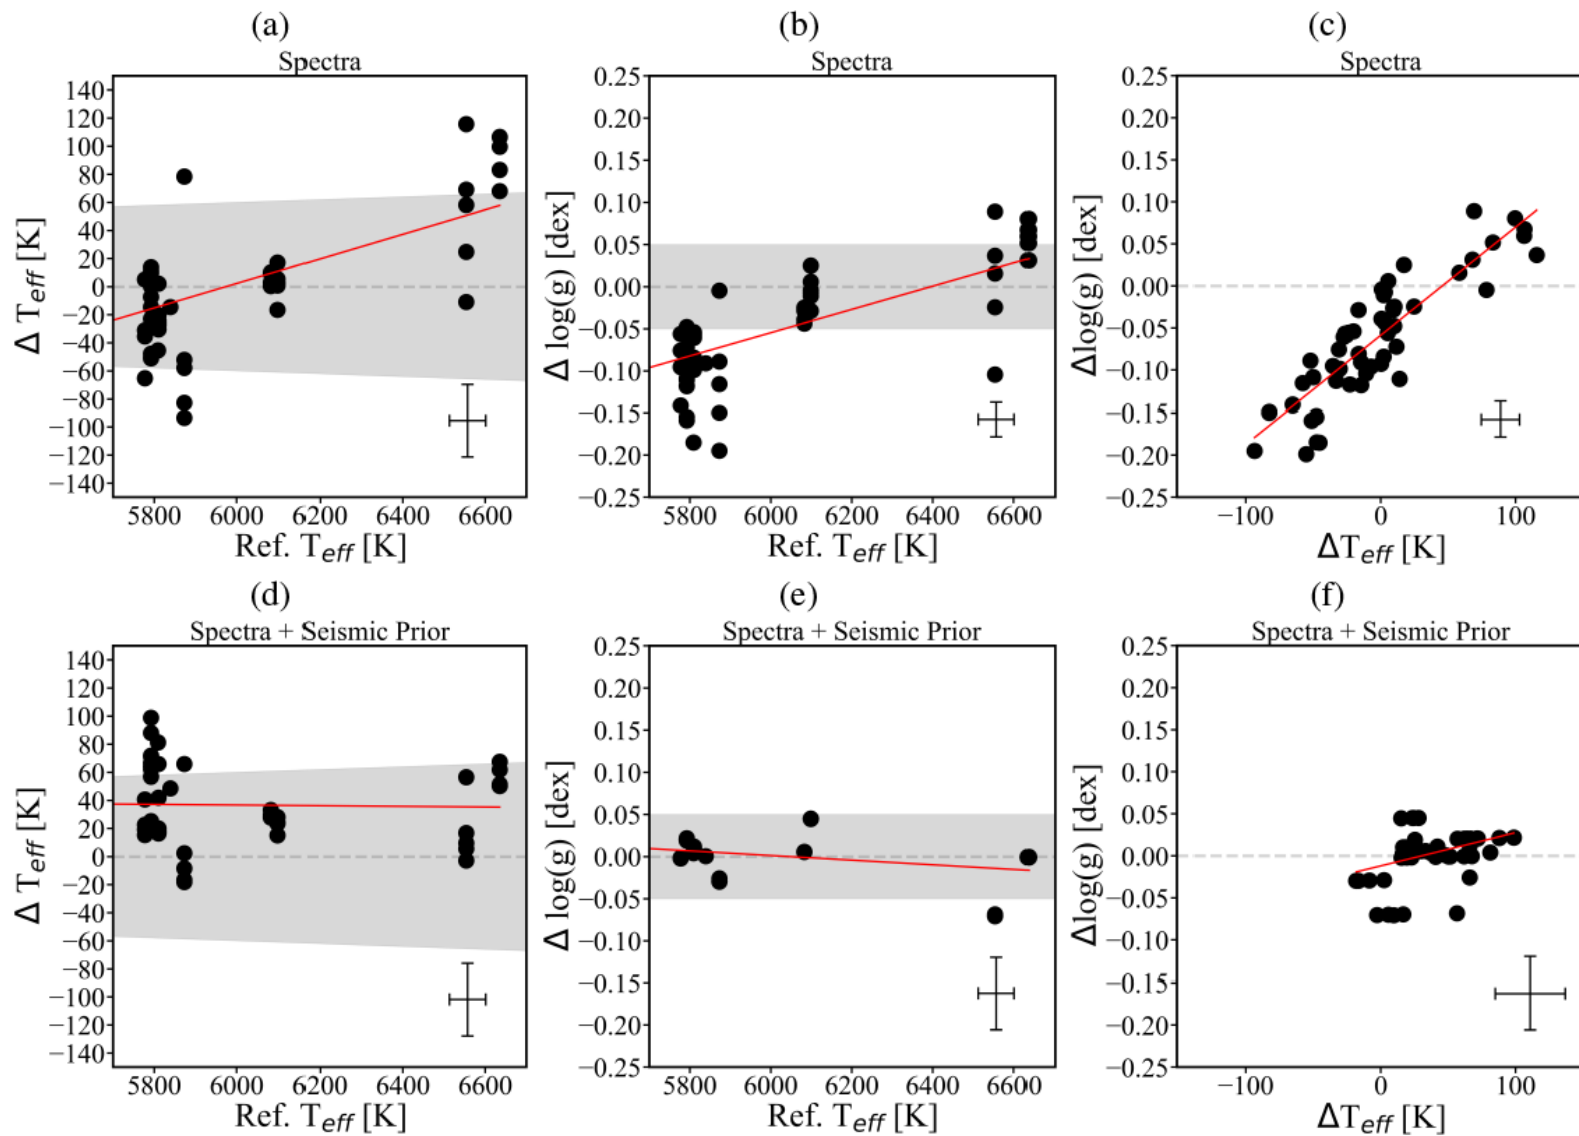 (a) (b) (c)
Spectra Spectra Spectra
140 120 100 80 60 40 20 0 −20 −40 −60 −80 −100 −120 −140
Δ T_eff [K]
5800 6000 6200 6400 6600
Ref. T_eff [K]
0.25 0.20 0.15 0.10 0.05 0.00 −0.05 −0.10 −0.15 −0.20 −0.25
Δ log(g) [dex]
5800 6000 6200 6400 6600
Ref. T_eff [K]
0.25 0.20 0.15 0.10 0.05 0.00 −0.05 −0.10 −0.15 −0.20 −0.25
Δlog(g) [dex]
−100 0 100
ΔT_eff [K]
(d) (e) (f)
Spectra + Seismic Prior Spectra + Seismic Prior Spectra + Seismic Prior
140 120 100 80 60 40 20 0 −20 −40 −60 −80 −100 −120 −140
Δ T_eff [K]
5800 6000 6200 6400 6600
Ref. T_eff [K]
0.25 0.20 0.15 0.10 0.05 0.00 −0.05 −0.10 −0.15 −0.20 −0.25
Δ log(g) [dex]
5800 6000 6200 6400 6600
Ref. T_eff [K]
0.25 0.20 0.15 0.10 0.05 0.00 −0.05 −0.10 −0.15 −0.20 −0.25
Δlog(g) [dex]
−100 0 100
ΔT_eff [K]